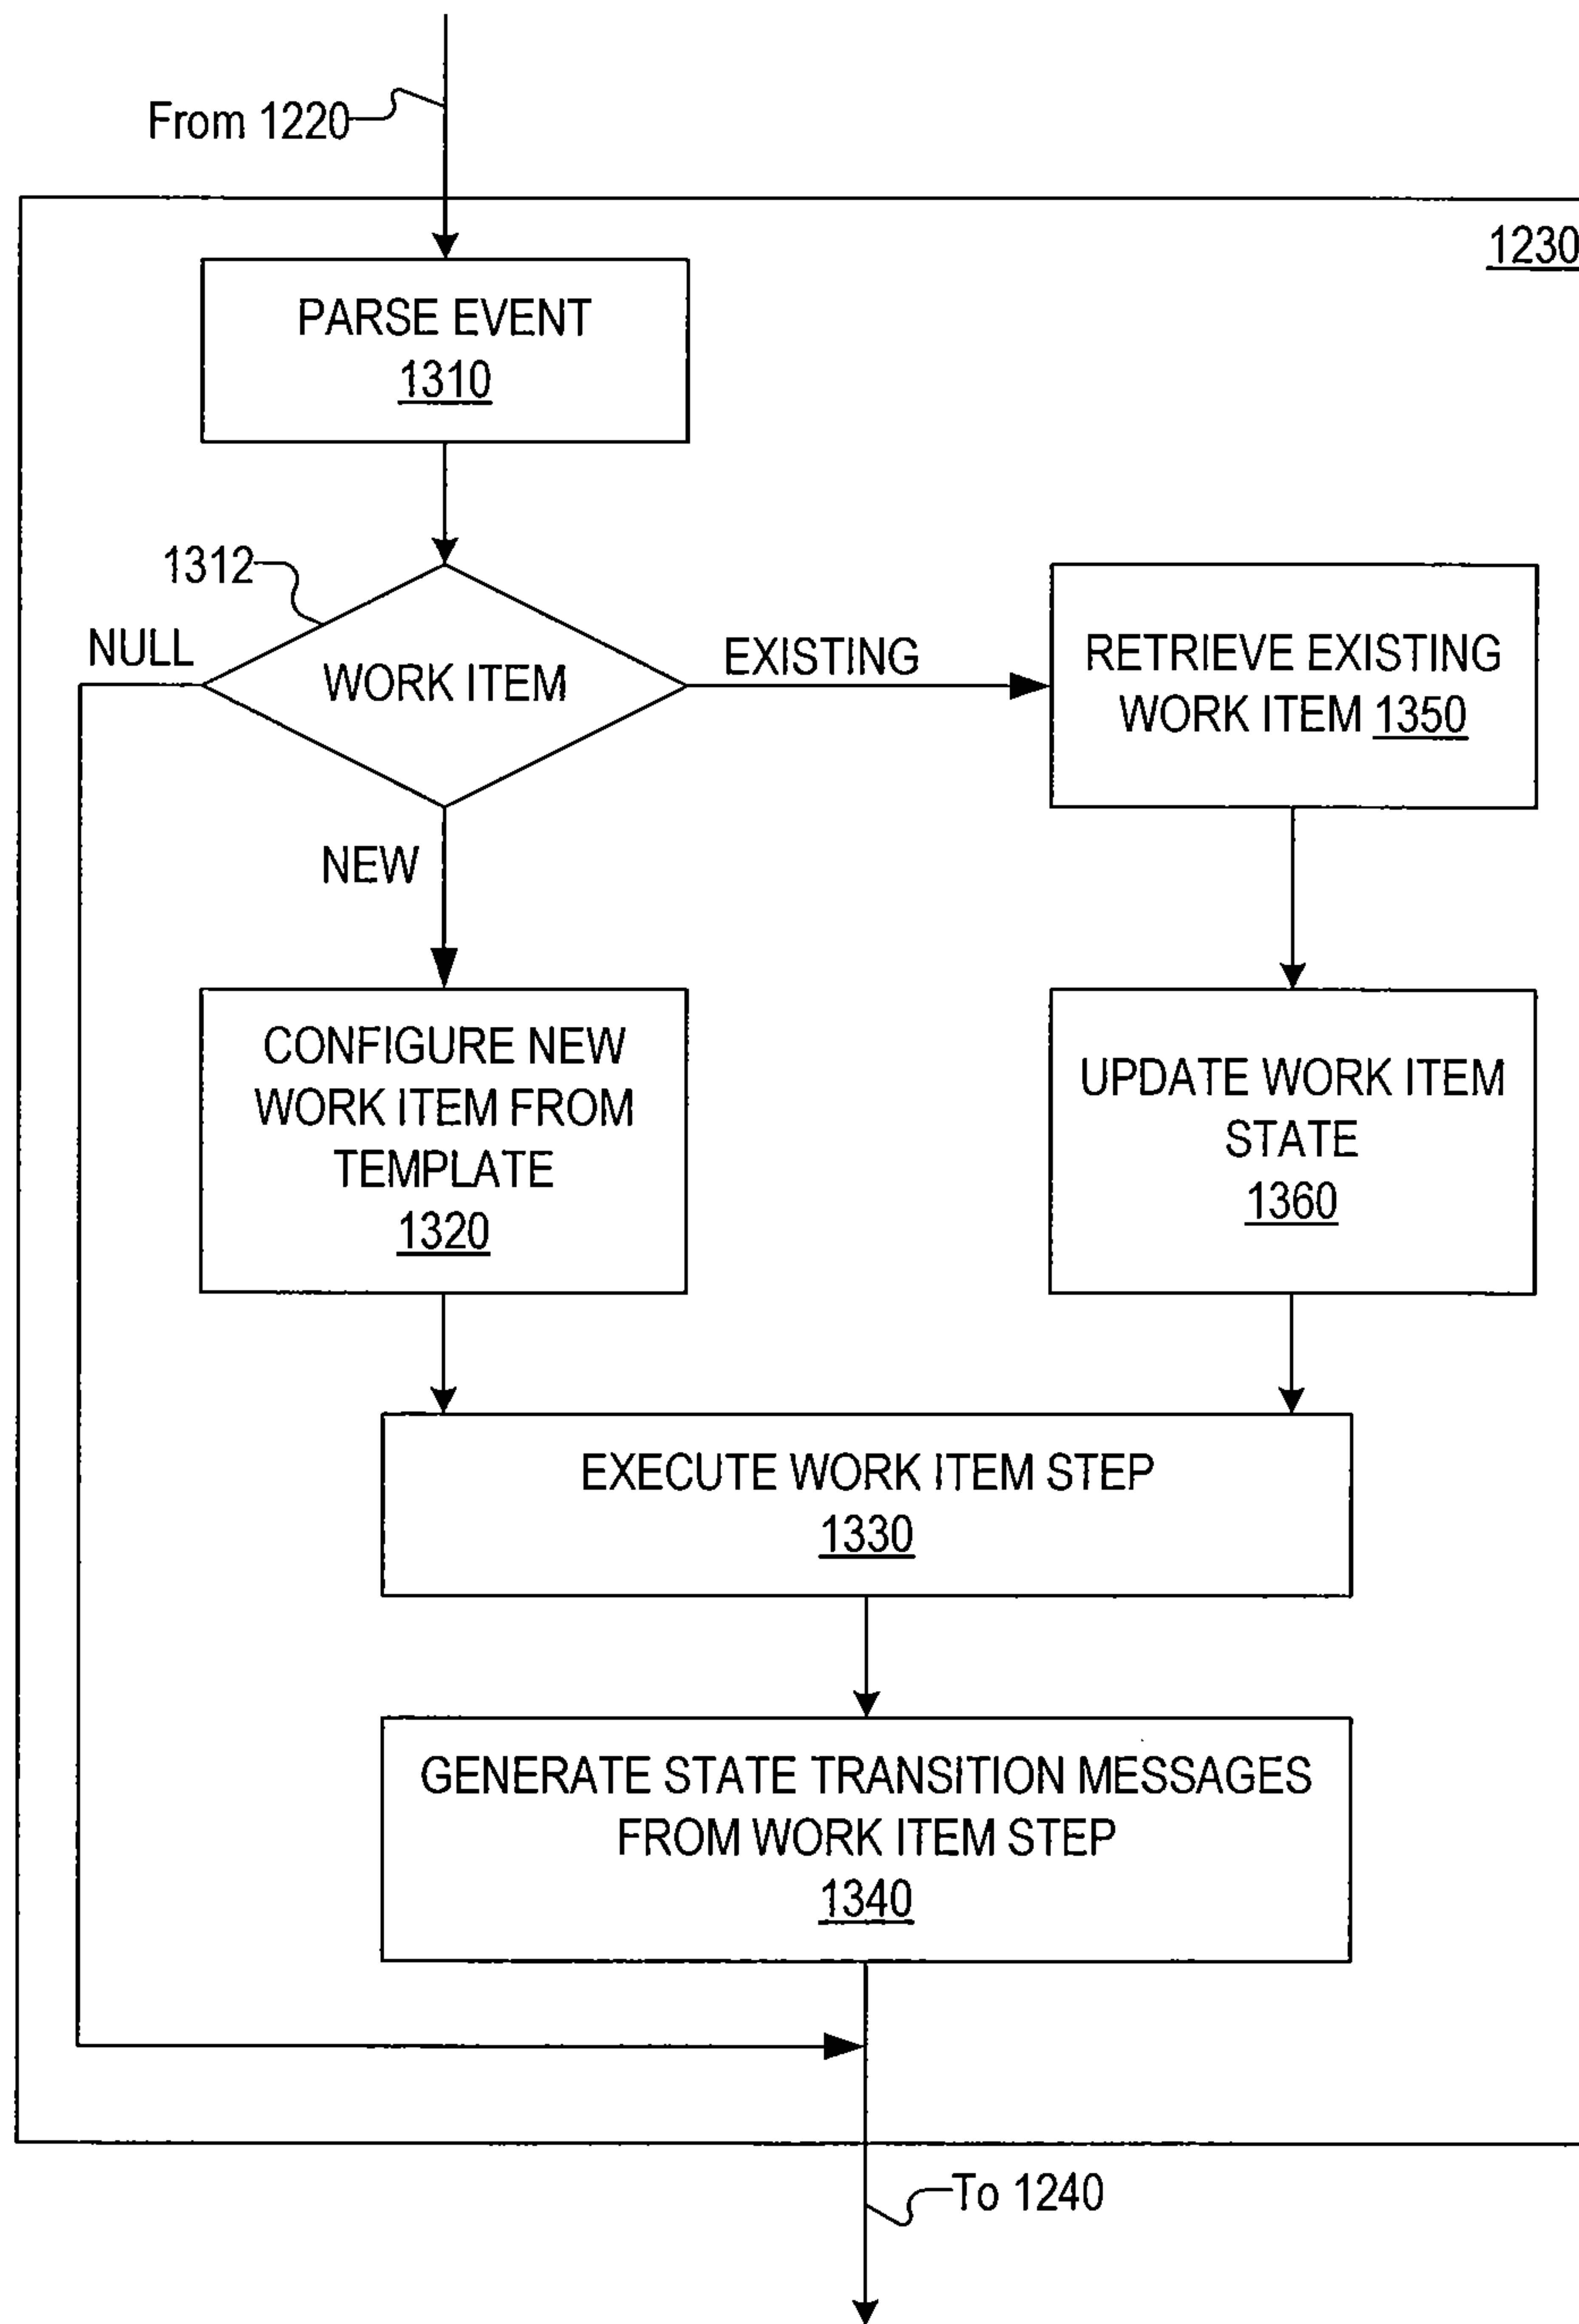 From 1220
1230
PARSE EVENT
1310
1312
NULL
WORK ITEM
EXISTING
RETRIEVE EXISTING
WORK ITEM 1350
NEW
CONFIGURE NEW
WORK ITEM FROM
TEMPLATE
1320
UPDATE WORK ITEM
STATE
1360
EXECUTE WORK ITEM STEP
1330
GENERATE STATE TRANSITION MESSAGES
FROM WORK ITEM STEP
1340
To 1240